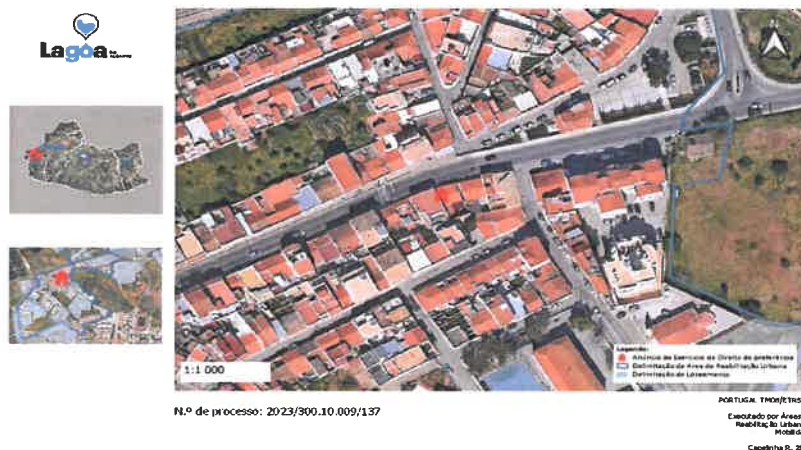 Lagoa
1:1 000
Legenda:
Anúncio de Exercício do Direito de preferência
Delimitação da Área de Reabilitação Urbana
Delimitação de Loteamento
N.º de processo: 2023/300.10.009/137
PORTUGAL TM06/ETRS
Executado por Áreas
Reabilitação Urban
Mobilid